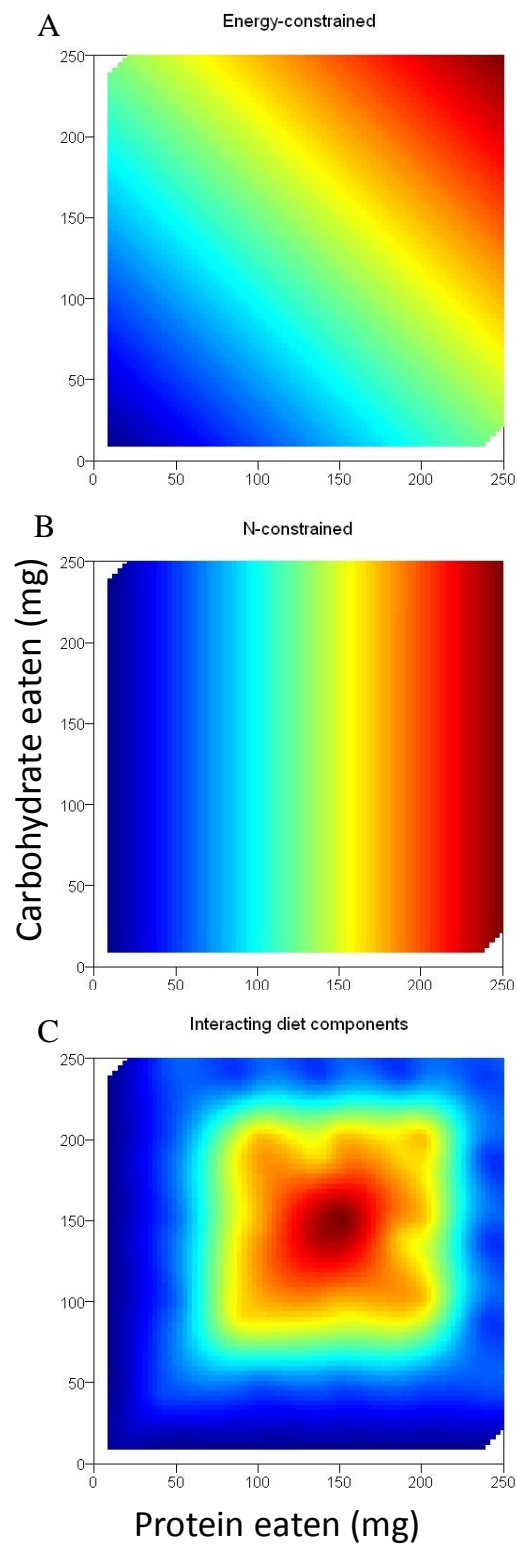 A
Energy-constrained
250
200
150
100
50
0
0 50 100 150 200 250
B
N-constrained
250
200
150
100
50
0
0 50 100 150 200 250
Carbohydrate eaten (mg)
C
Interacting diet components
250
200
150
100
50
0
0 50 100 150 200 250
Protein eaten (mg)